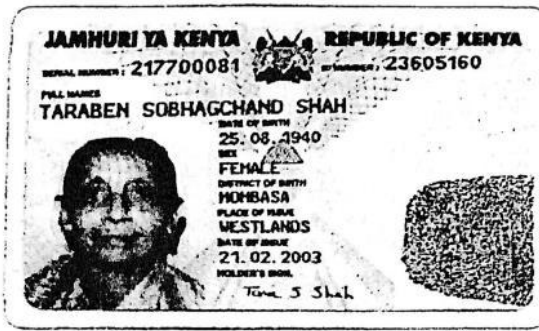 JAMHURI YA KENYA REPUBLIC OF KENYA
SERIAL NUMBER: 217700081 ID NUMBER: 23605160
FULL NAMES
TARABEN SOBHAGCHAND SHAH
DATE OF BIRTH
25. 08. 1940
SEX
FEMALE
DISTRICT OF BIRTH
MOMBASA
PLACE OF ISSUE
WESTLANDS
DATE OF ISSUE
21. 02. 2003
HOLDER'S SIGN.
Tara S Shah